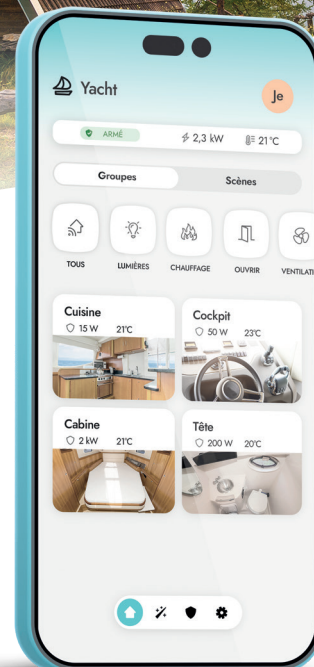 Yacht
Je
ARMÉ 2,3 kW 21°C
Groupes Scènes
TOUS LUMIÈRES CHAUFFAGE OUVRIR VENTILATI
Cuisine
15 W 21°C
Cockpit
50 W 23°C
Cabine
2 kW 21°C
Tête
200 W 20°C